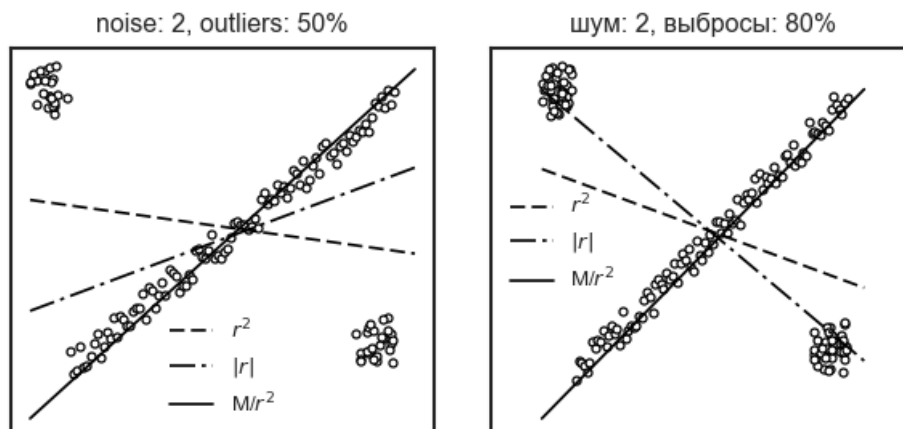 noise: 2, outliers: 50%
r²
|r|
M/r²
шум: 2, выбросы: 80%
r²
|r|
M/r²